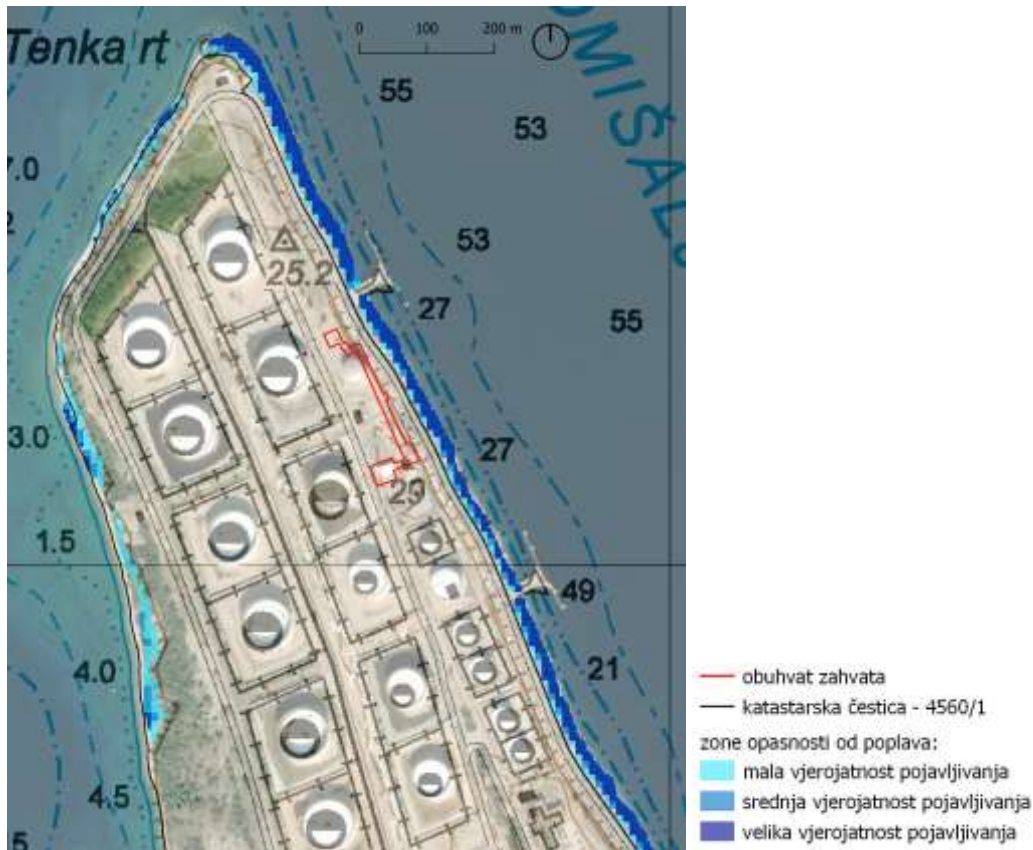 Tenka rt
0 100 200 m
OMIŠALJ
55
53
7.0
53
25.2
27
55
3.0
27
29
1.5
49
4.0
21
4.5
5
obuhvat zahvata
katastarska čestica - 4560/1
zone opasnosti od poplava:
mala vjerojatnost pojavljivanja
srednja vjerojatnost pojavljivanja
velika vjerojatnost pojavljivanja